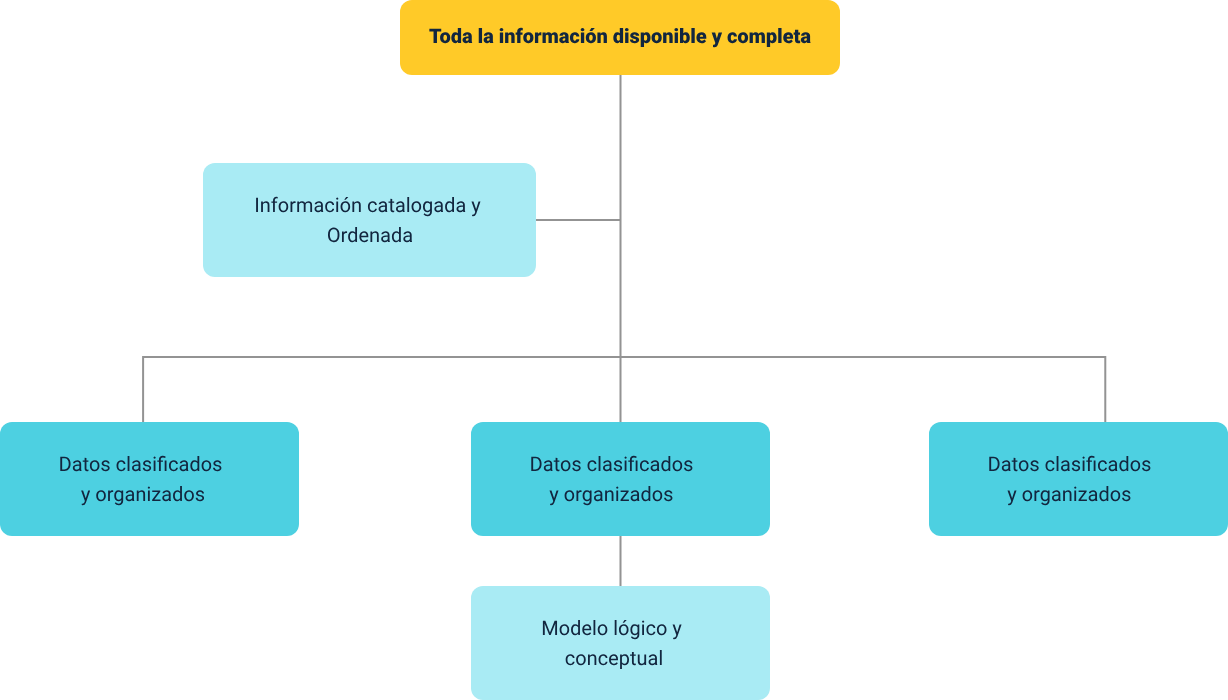 Toda la información disponible y completa
Información catalogada y
Ordenada
Datos clasificados
y organizados
Datos clasificados
y organizados
Datos clasificados
y organizados
Modelo lógico y
conceptual